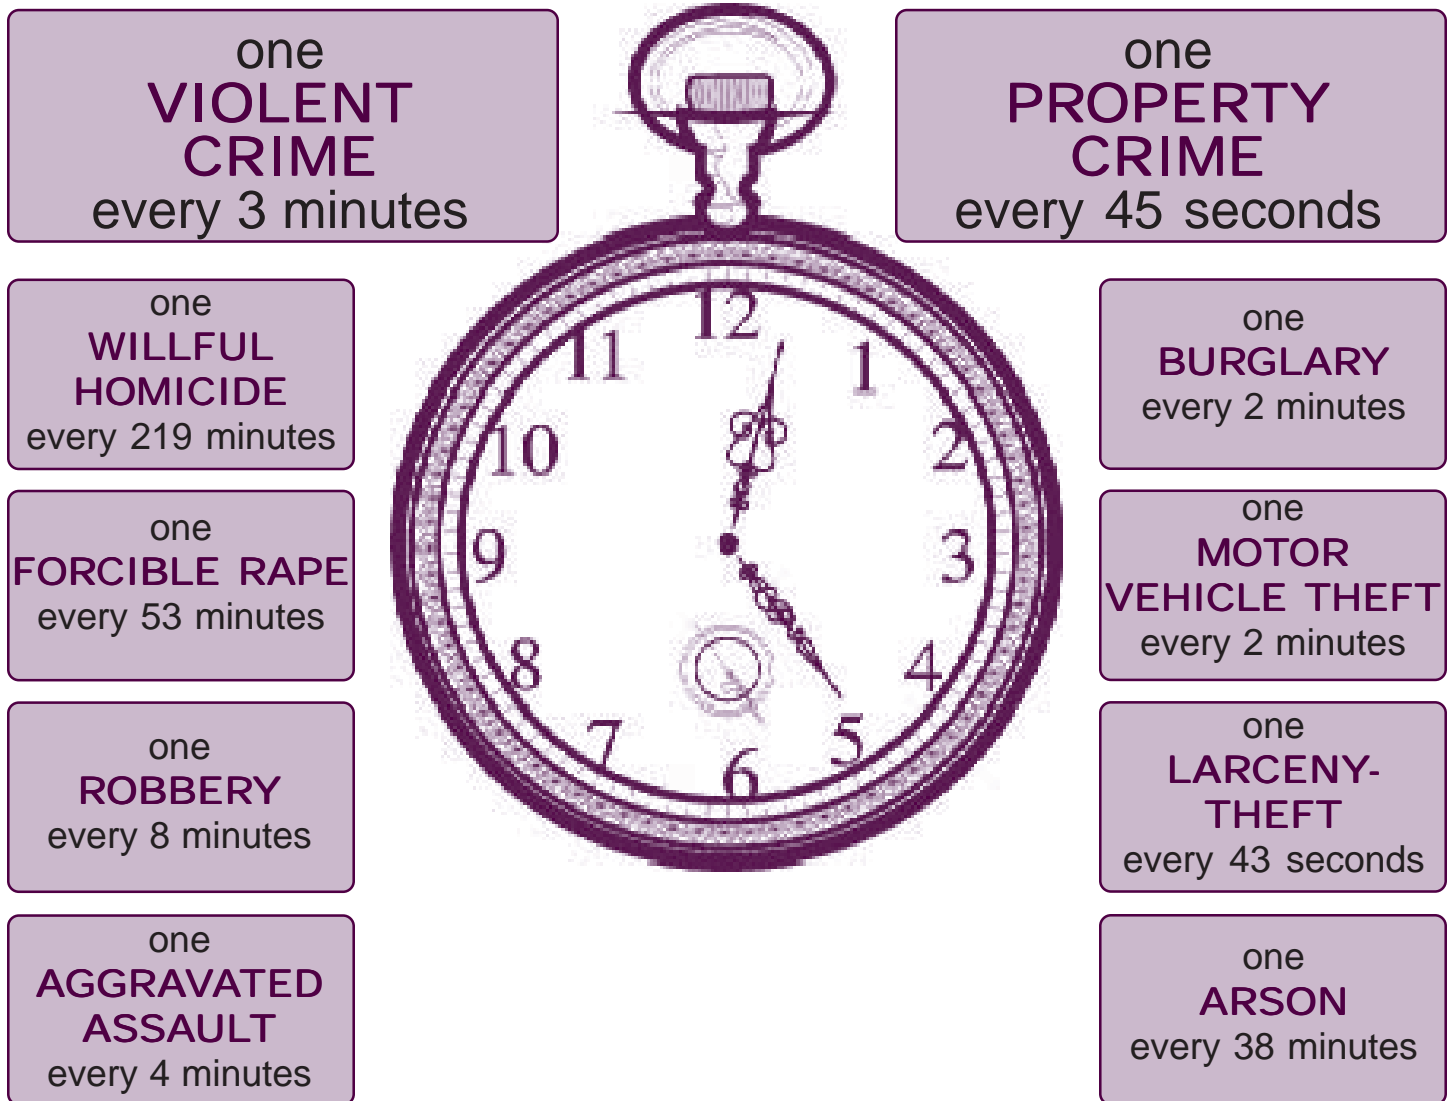 one
VIOLENT
CRIME
every 3 minutes
one
PROPERTY
CRIME
every 45 seconds
one
WILLFUL
HOMICIDE
every 219 minutes
one
FORCIBLE RAPE
every 53 minutes
one
ROBBERY
every 8 minutes
one
AGGRAVATED
ASSAULT
every 4 minutes
12
1
2
3
4
5
6
7
8
9
10
11
one
BURGLARY
every 2 minutes
one
MOTOR
VEHICLE THEFT
every 2 minutes
one
LARCENY-
THEFT
every 43 seconds
one
ARSON
every 38 minutes